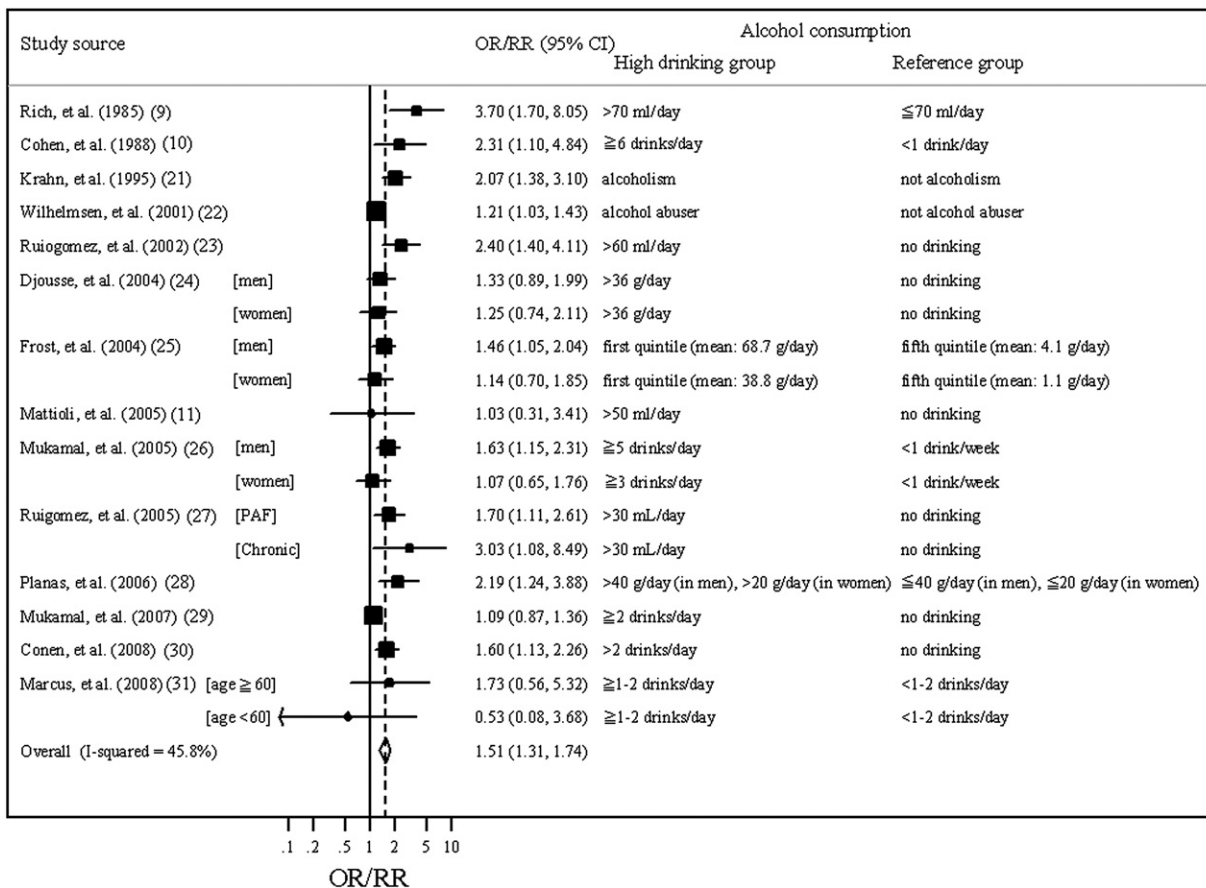 Alcohol consumption
Study source OR/RR (95% CI) High drinking group Reference group
Rich, et al. (1985) (9) 3.70 (1.70, 8.05) >70 ml/day ≦70 ml/day
Cohen, et al. (1988) (10) 2.31 (1.10, 4.84) ≧6 drinks/day <1 drink/day
Krahn, et al. (1995) (21) 2.07 (1.38, 3.10) alcoholism not alcoholism
Wilhelmsen, et al. (2001) (22) 1.21 (1.03, 1.43) alcohol abuser not alcohol abuser
Ruiogomez, et al. (2002) (23) 2.40 (1.40, 4.11) >60 ml/day no drinking
Djousse, et al. (2004) (24) [men] 1.33 (0.89, 1.99) >36 g/day no drinking
[women] 1.25 (0.74, 2.11) >36 g/day no drinking
Frost, et al. (2004) (25) [men] 1.46 (1.05, 2.04) first quintile (mean: 68.7 g/day) fifth quintile (mean: 4.1 g/day)
[women] 1.14 (0.70, 1.85) first quintile (mean: 38.8 g/day) fifth quintile (mean: 1.1 g/day)
Mattioli, et al. (2005) (11) 1.03 (0.31, 3.41) >50 ml/day no drinking
Mukamal, et al. (2005) (26) [men] 1.63 (1.15, 2.31) ≧5 drinks/day <1 drink/week
[women] 1.07 (0.65, 1.76) ≧3 drinks/day <1 drink/week
Ruigomez, et al. (2005) (27) [PAF] 1.70 (1.11, 2.61) >30 mL/day no drinking
[Chronic] 3.03 (1.08, 8.49) >30 mL/day no drinking
Planas, et al. (2006) (28) 2.19 (1.24, 3.88) >40 g/day (in men), >20 g/day (in women) ≦40 g/day (in men), ≦20 g/day (in women)
Mukamal, et al. (2007) (29) 1.09 (0.87, 1.36) ≧2 drinks/day no drinking
Conen, et al. (2008) (30) 1.60 (1.13, 2.26) >2 drinks/day no drinking
Marcus, et al. (2008) (31) [age ≧ 60] 1.73 (0.56, 5.32) ≧1-2 drinks/day <1-2 drinks/day
[age <60] 0.53 (0.08, 3.68) ≧1-2 drinks/day <1-2 drinks/day
Overall (I-squared = 45.8%) 1.51 (1.31, 1.74)
.1 .2 .5 1 2 5 10
OR/RR